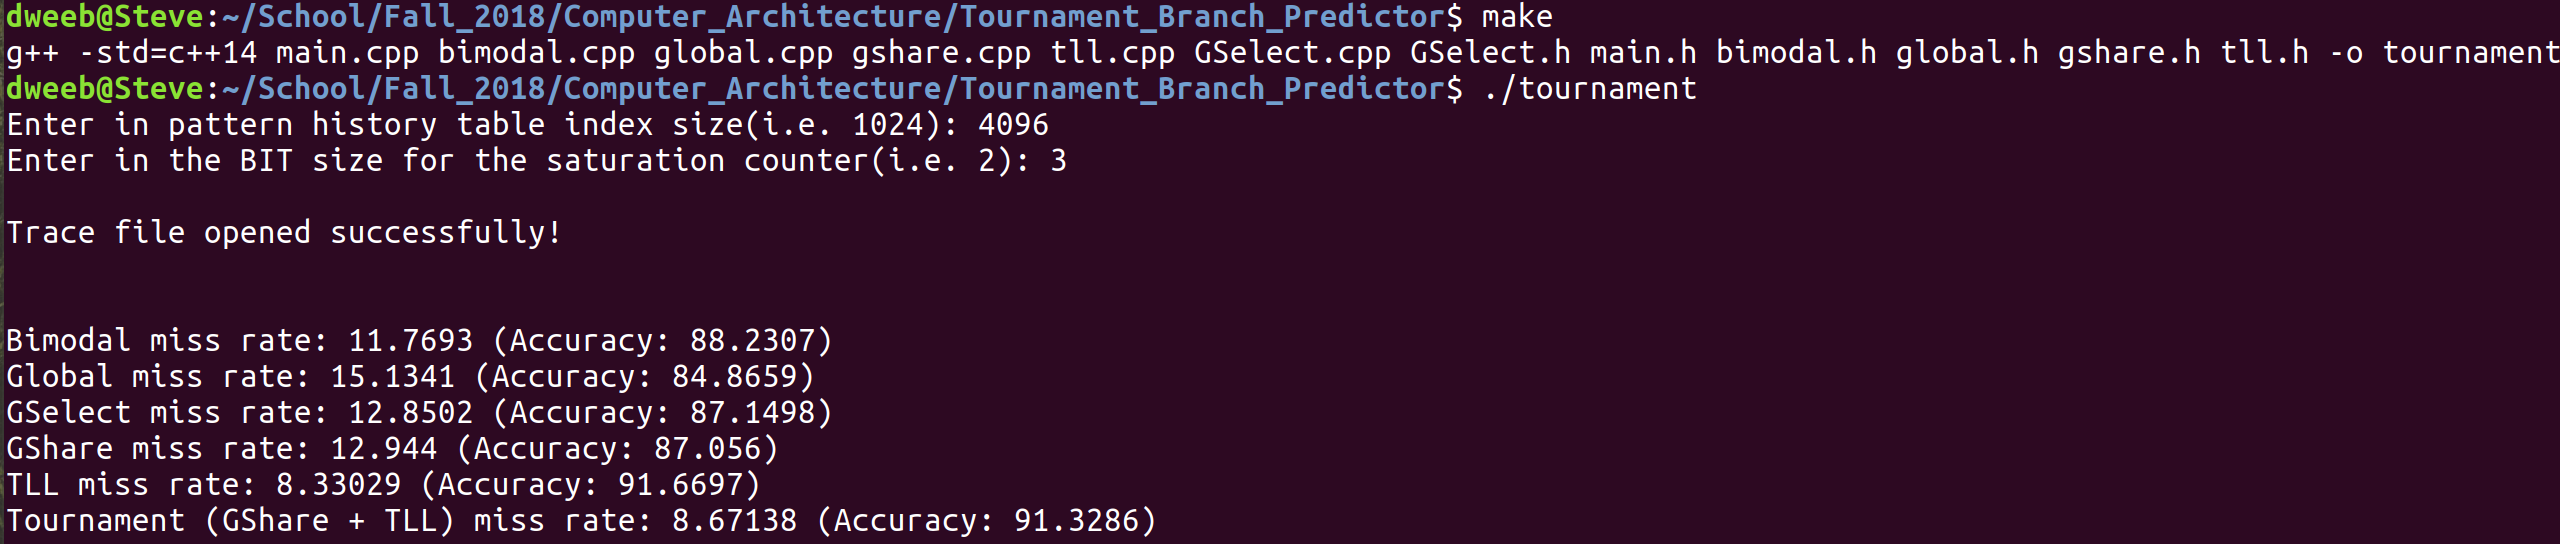 dweeb@Steve:~/School/Fall_2018/Computer_Architecture/Tournament_Branch_Predictor$ make
g++ -std=c++14 main.cpp bimodal.cpp global.cpp gshare.cpp tll.cpp GSelect.cpp GSelect.h main.h bimodal.h global.h gshare.h tll.h -o tournament
dweeb@Steve:~/School/Fall_2018/Computer_Architecture/Tournament_Branch_Predictor$ ./tournament
Enter in pattern history table index size(i.e. 1024): 4096
Enter in the BIT size for the saturation counter(i.e. 2): 3
Trace file opened successfully!
Bimodal miss rate: 11.7693 (Accuracy: 88.2307)
Global miss rate: 15.1341 (Accuracy: 84.8659)
GSelect miss rate: 12.8502 (Accuracy: 87.1498)
GShare miss rate: 12.944 (Accuracy: 87.056)
TLL miss rate: 8.33029 (Accuracy: 91.6697)
Tournament (GShare + TLL) miss rate: 8.67138 (Accuracy: 91.3286)